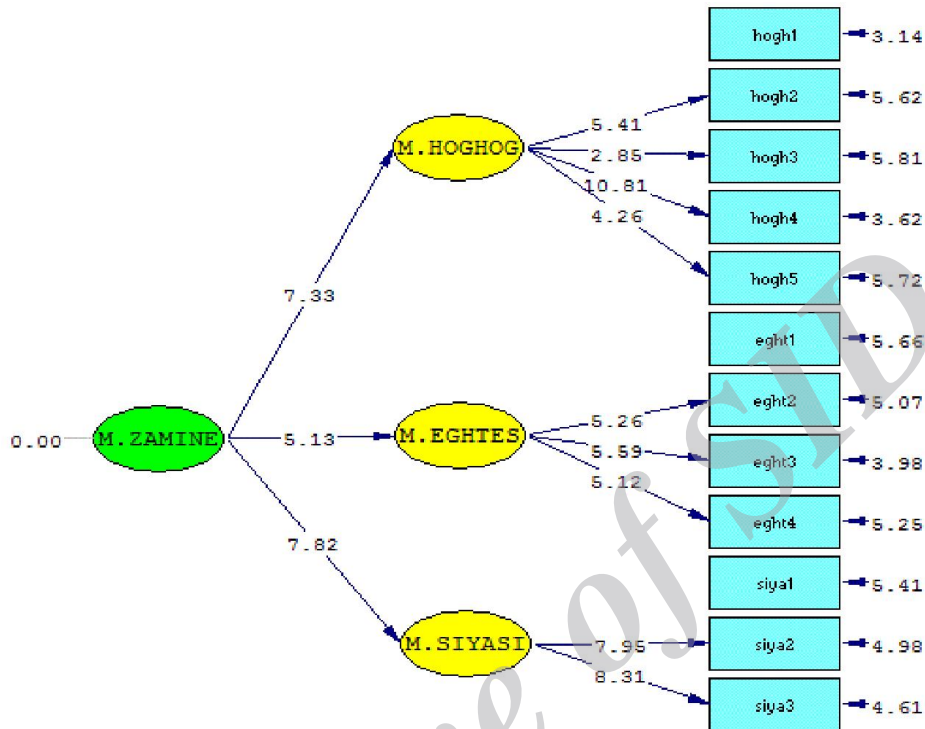 hogh1 3.14
hogh2 5.62
M.HOGHOG 5.41
2.85 hogh3 5.81
10.81
4.26 hogh4 3.62
hogh5 5.72
7.33
eght1 5.66
eght2 5.07
0.00 M.ZAMINE 5.13 M.EGHTES 5.26
5.59 eght3 3.98
5.12
eght4 5.25
7.82
siya1 5.41
M.SIYASI 7.95 siya2 4.98
8.31
siya3 4.61
of SID